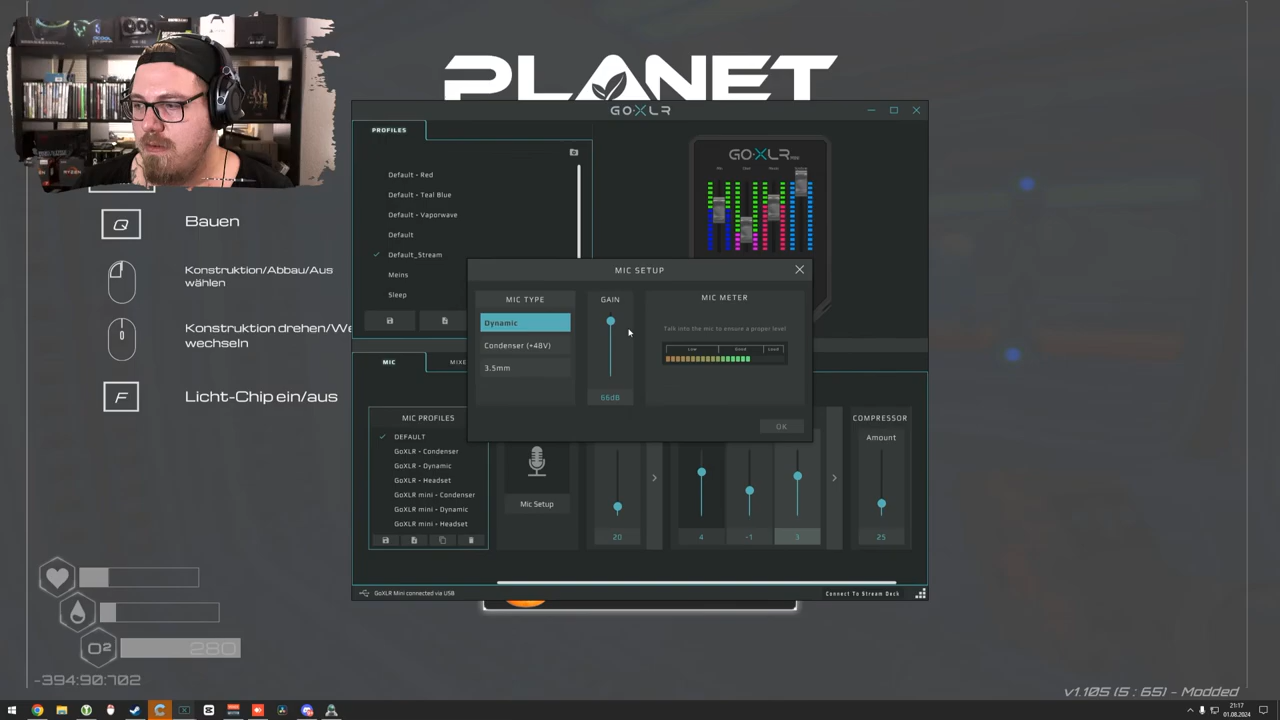 PLANET
GOXLR
PROFILES
Default - Red
Default - Teal Blue
Default - Vaporwave
Default
Default_Stream
Meins
Sleep
GOXLR mini
Q
Bauen
Konstruktion/Abbau/Aus
wählen
Konstruktion drehen/We
wechseln
F
Licht-Chip ein/aus
MIC SETUP
MIC TYPE
Dynamic
Condenser (+48V)
3.5mm
GAIN
66dB
MIC METER
Talk into the mic to ensure a proper level
Low Good Loud
OK
MIC
MIXE
MIC PROFILES
DEFAULT
GoXLR - Condenser
GoXLR - Dynamic
GoXLR - Headset
GoXLR mini - Condenser
GoXLR mini - Dynamic
GoXLR mini - Headset
Mic Setup
20
4
-1
3
COMPRESSOR
Amount
25
GoXLR Mini connected via USB
Connect To Stream Deck
O2
280
-394:90:702
v1.105 (5 : 65) - Modded
21:17
01.08.2024